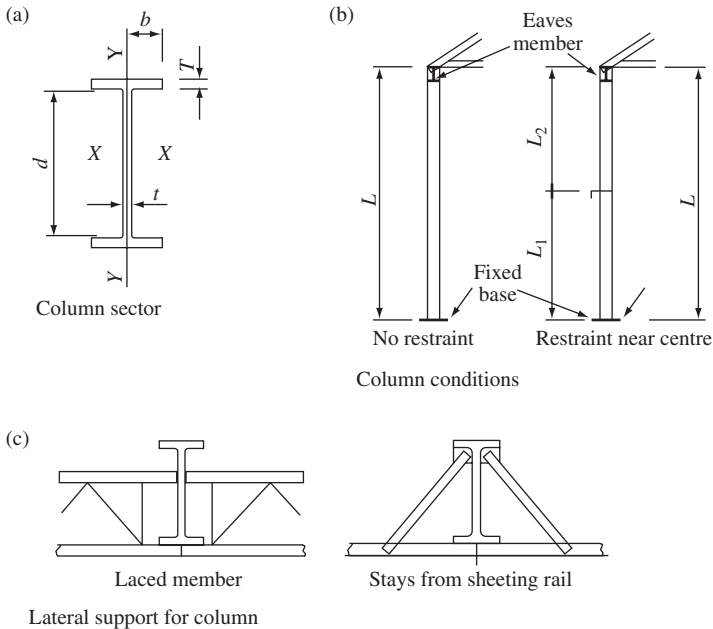 (a)
Y
b
T
d
X
X
t
Y
Column sector
(b)
Eaves
member
L
L₂
L₁
L
Fixed
base
No restraint
Restraint near centre
Column conditions
(c)
Laced member
Stays from sheeting rail
Lateral support for column